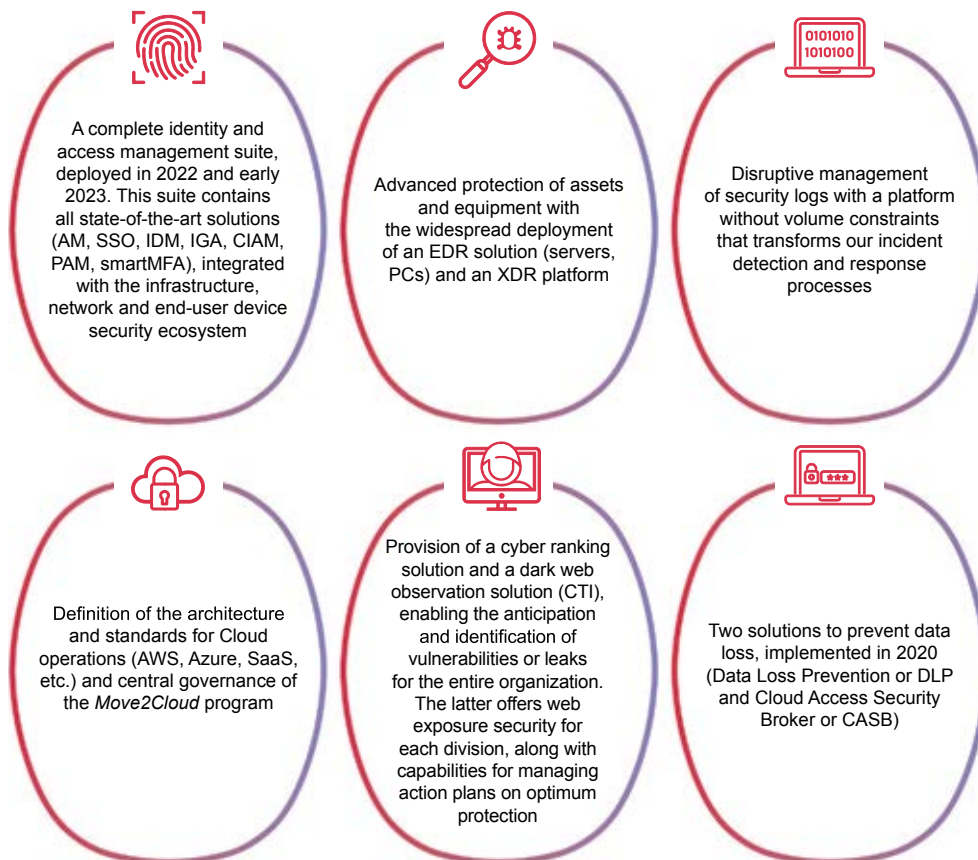 A complete identity and
access management suite,
deployed in 2022 and early
2023. This suite contains
all state-of-the-art solutions
(AM, SSO, IDM, IGA, CIAM,
PAM, smartMFA), integrated
with the infrastructure,
network and end-user device
security ecosystem
Advanced protection of assets
and equipment with
the widespread deployment
of an EDR solution (servers,
PCs) and an XDR platform
0101010
1010100
Disruptive management
of security logs with a platform
without volume constraints
that transforms our incident
detection and response
processes
Definition of the architecture
and standards for Cloud
operations (AWS, Azure, SaaS,
etc.) and central governance of
the Move2Cloud program
Provision of a cyber ranking
solution and a dark web
observation solution (CTI),
enabling the anticipation
and identification of
vulnerabilities or leaks
for the entire organization.
The latter offers web
exposure security for
each division, along with
capabilities for managing
action plans on optimum
protection
***
Two solutions to prevent data
loss, implemented in 2020
(Data Loss Prevention or DLP
and Cloud Access Security
Broker or CASB)